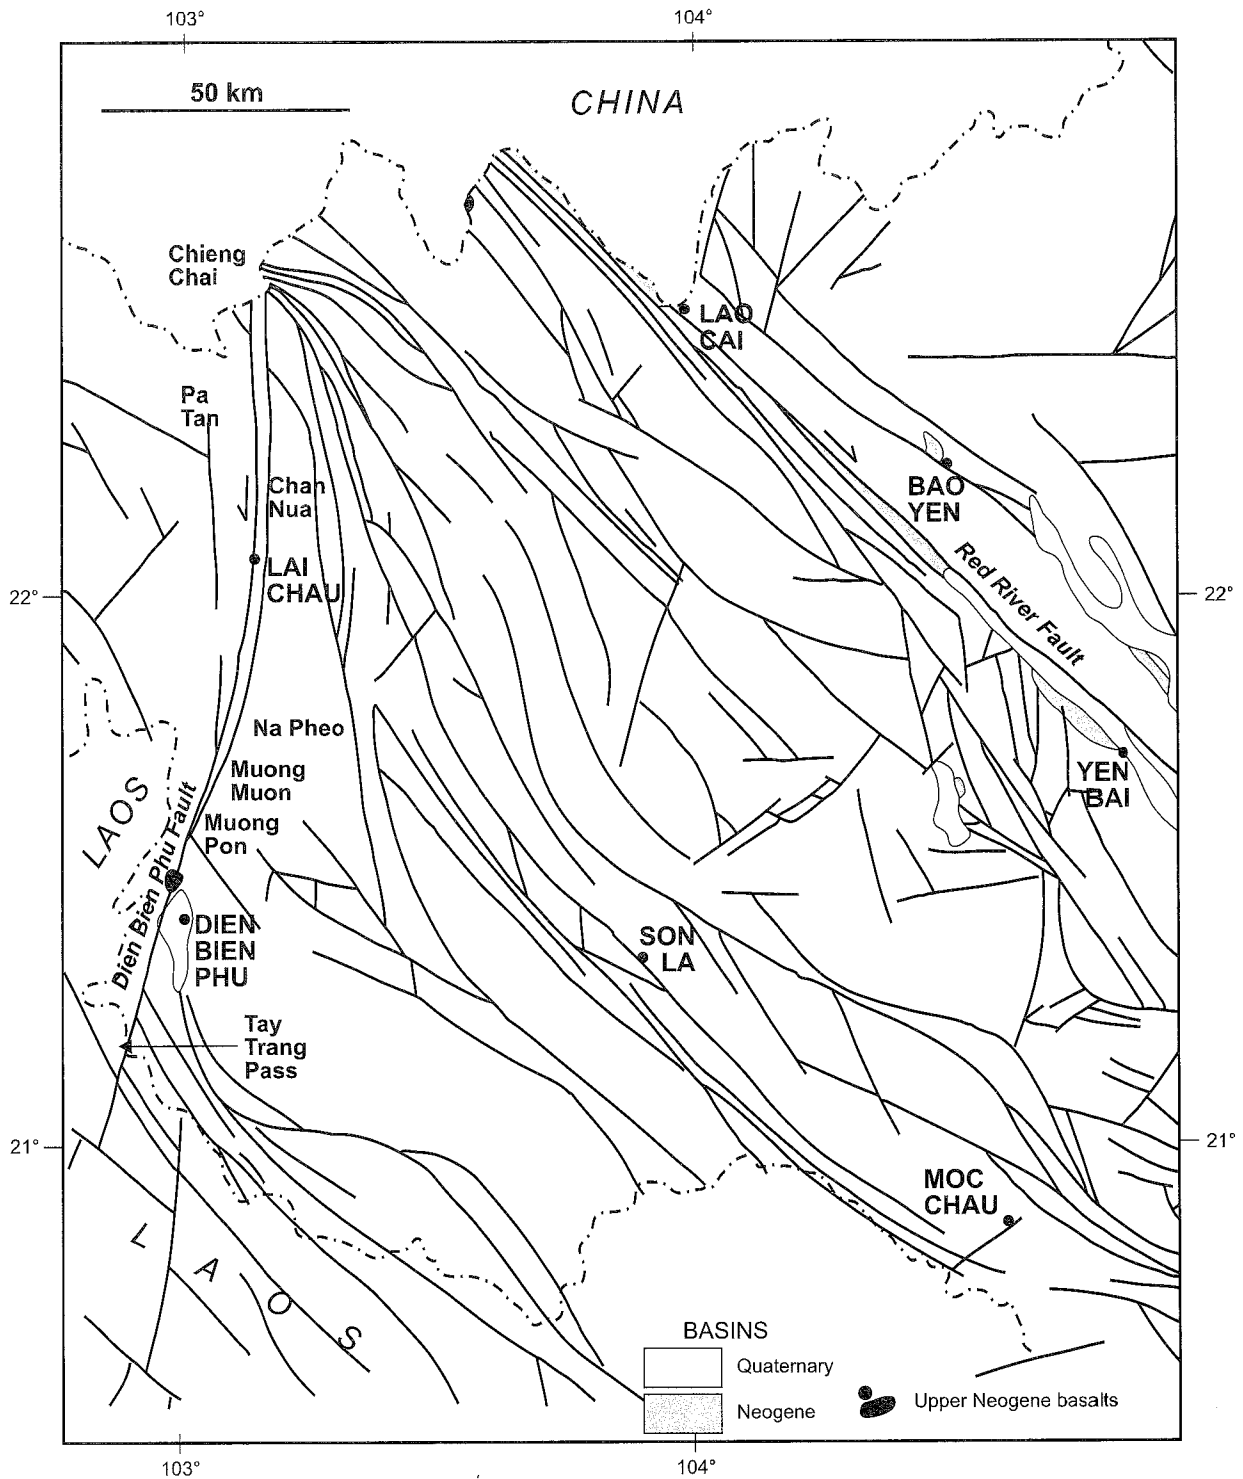 103°
104°
50 km
CHINA
Chieng
Chai
LAO
CAI
Pa
Tan
Chan
Nua
BAO
YEN
LAI
CHAU
Red River Fault
22°
22°
Na Pheo
Muong
Muon
YEN
BAI
LAOS
Muong
Pon
Dien Bien Phu Fault
DIEN
BIEN
PHU
SON
LA
Tay
Trang
Pass
21°
21°
MOC
CHAU
LAOS
BASINS
Quaternary
Neogene
Upper Neogene basalts
103°
104°